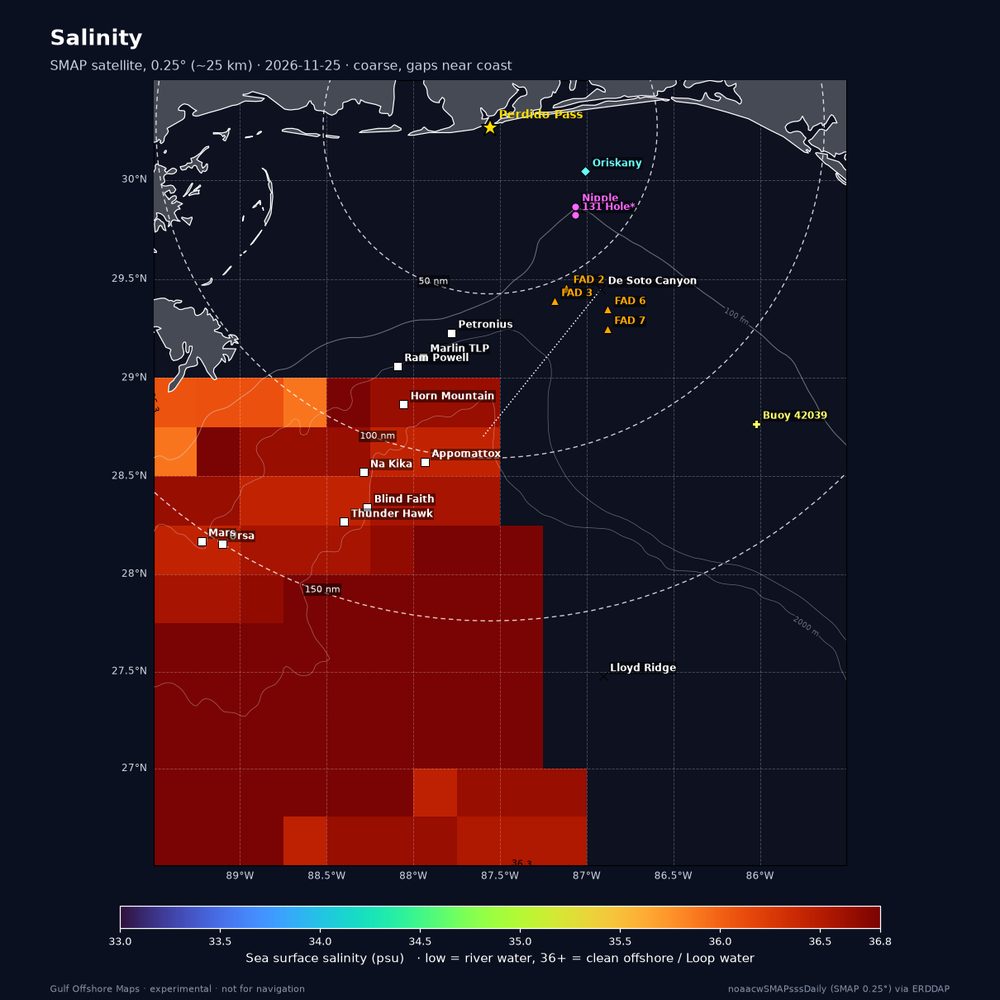 Salinity
SMAP satellite, 0.25° (~25 km) · 2026-11-25 · coarse, gaps near coast
Perdido Pass
Oriskany
30°N
Nipple
131 Hole*
29.5°N
50 nm
FAD 2
De Soto Canyon
FAD 3
FAD 6
FAD 7
100 fm
Petronius
Marlin TLP
Ram Powell
29°N
Horn Mountain
Buoy 42039
100 nm
Appomattox
Na Kika
28.5°N
Blind Faith
Thunder Hawk
Mars
Ursa
28°N
150 nm
2000 m
Lloyd Ridge
27.5°N
27°N
36.3
89°W 88.5°W 88°W 87.5°W 87°W 86.5°W 86°W
33.0 33.5 34.0 34.5 35.0 35.5 36.0 36.5 36.8
Sea surface salinity (psu) · low = river water, 36+ = clean offshore / Loop water
Gulf Offshore Maps · experimental · not for navigation
noaacwSMAPsssDaily (SMAP 0.25°) via ERDDAP